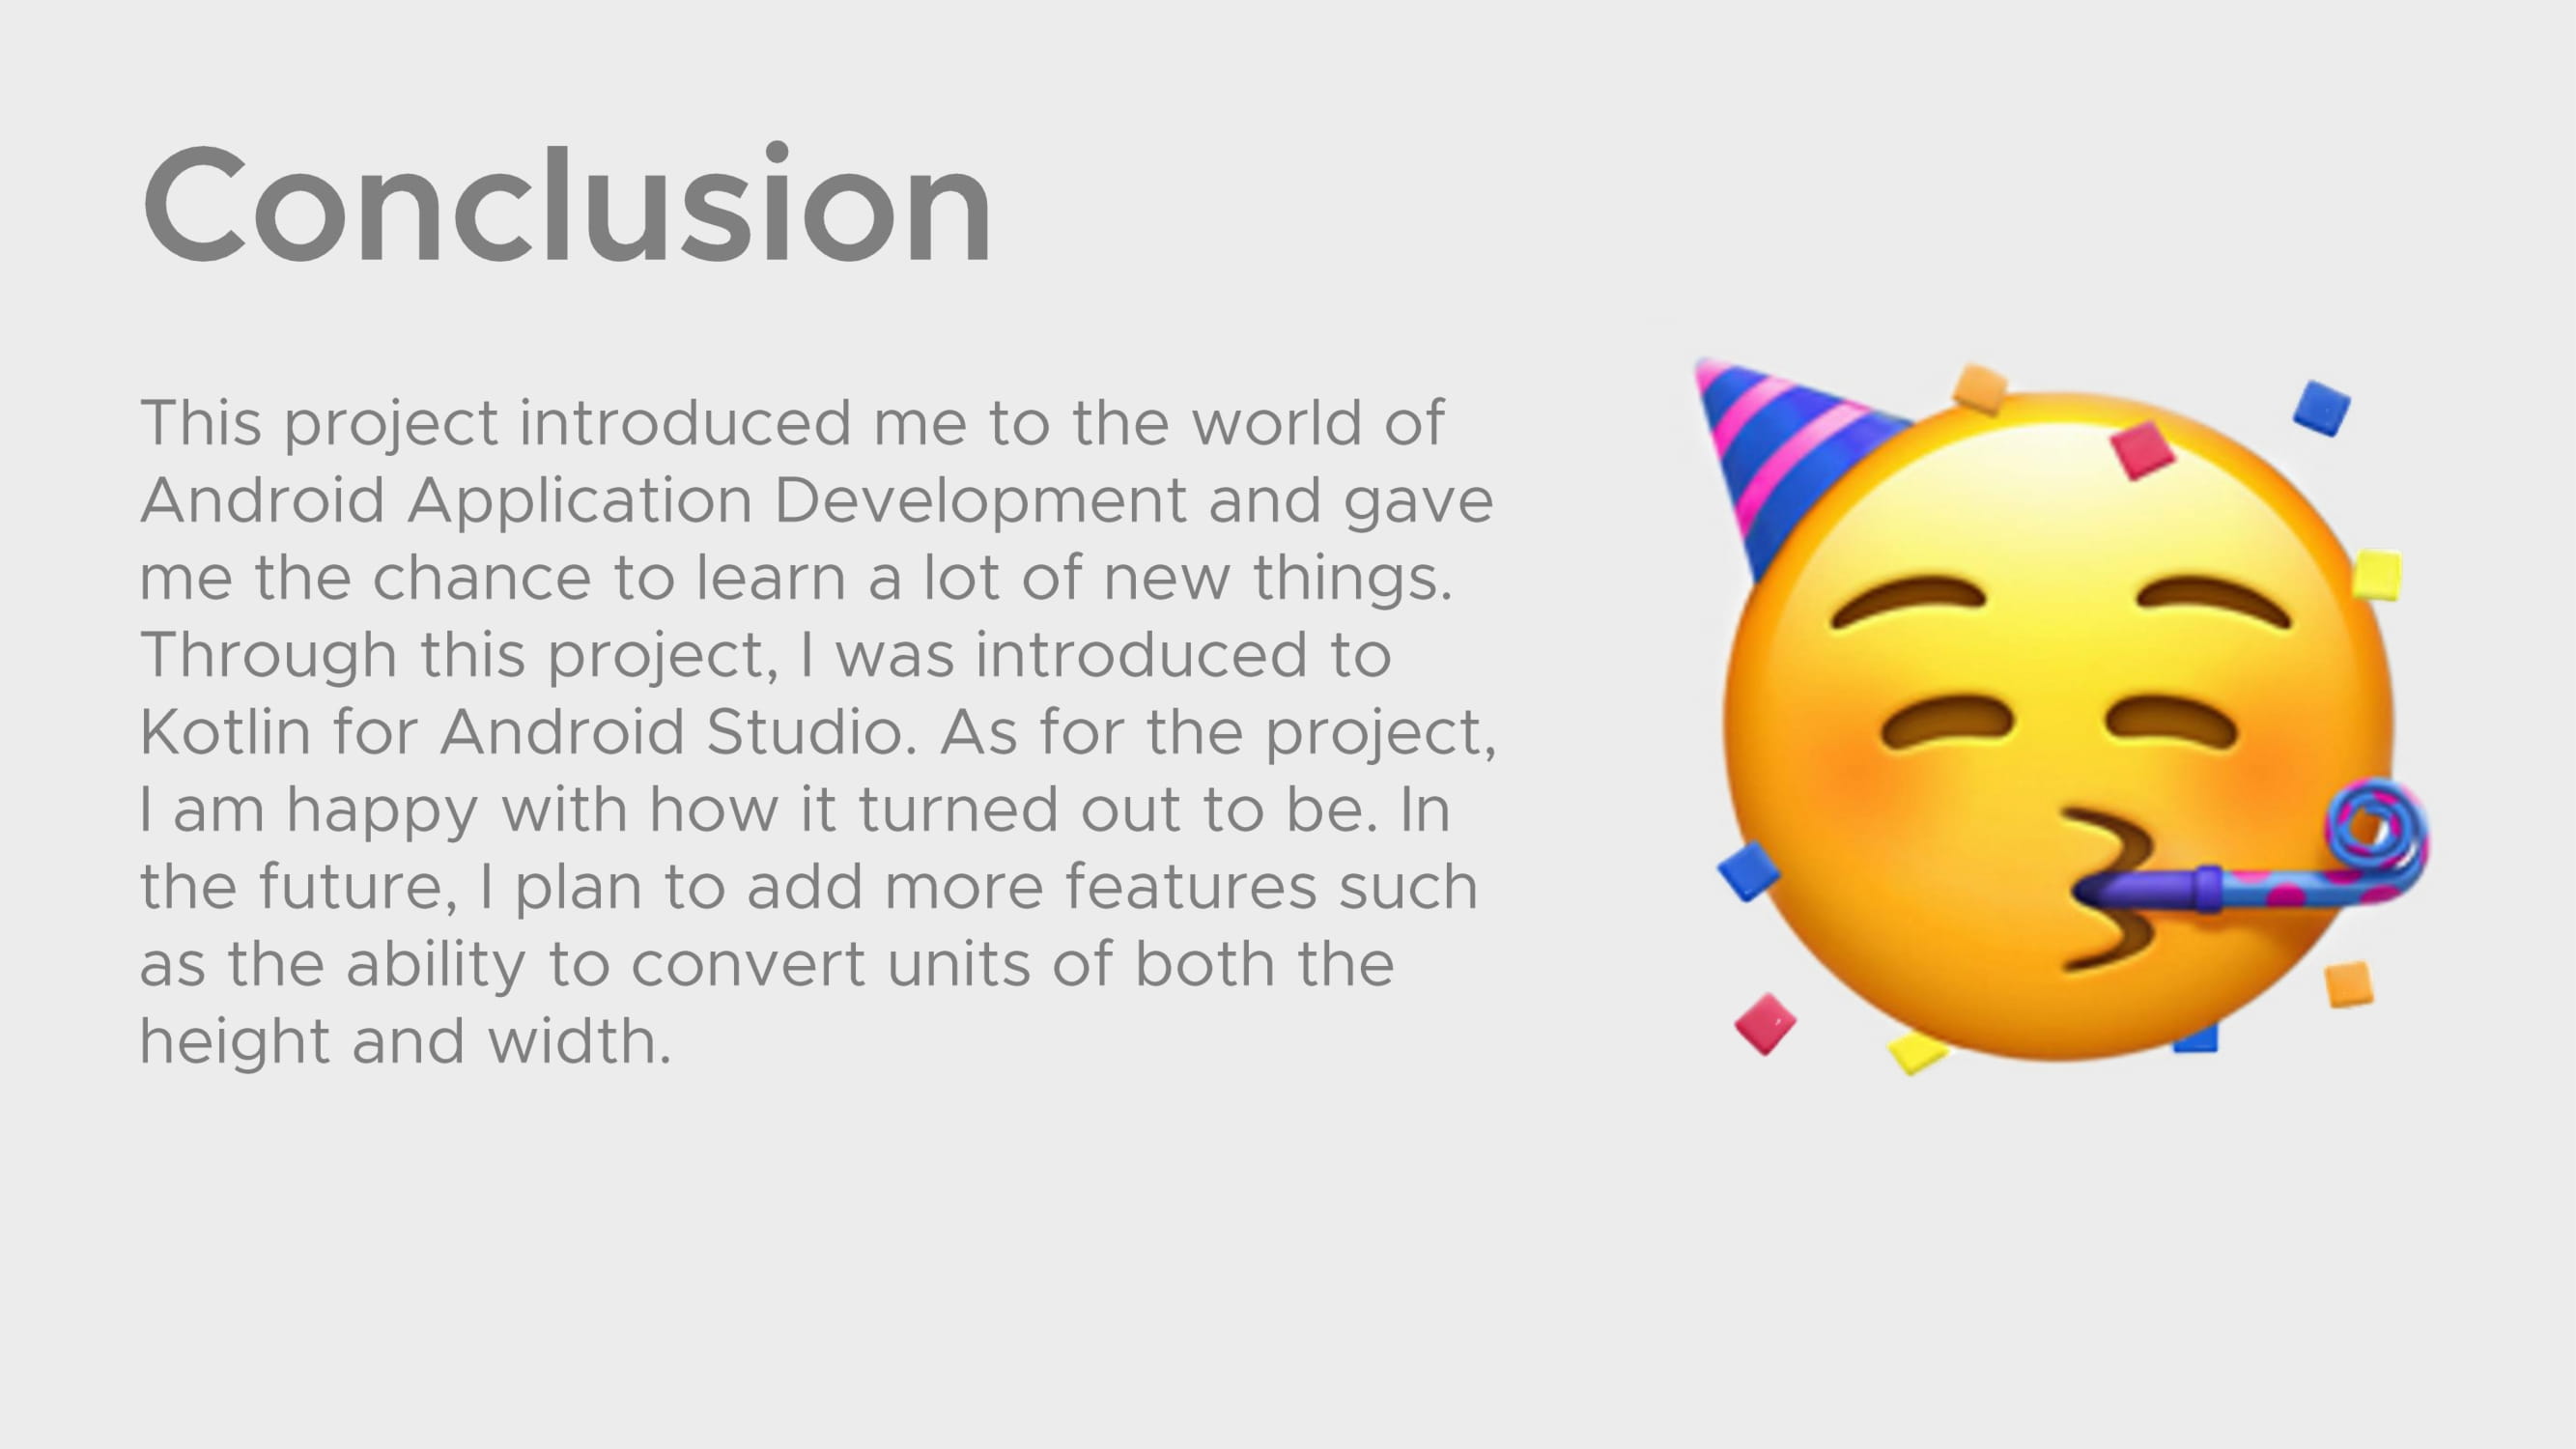 Conclusion
This project introduced me to the world of
Android Application Development and gave
me the chance to learn a lot of new things.
Through this project, I was introduced to
Kotlin for Android Studio. As for the project,
I am happy with how it turned out to be. In
the future, I plan to add more features such
as the ability to convert units of both the
height and width.